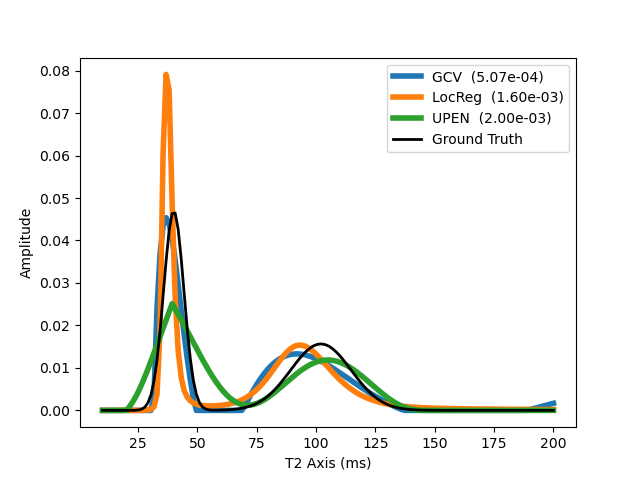 GCV (5.07e-04)
LocReg (1.60e-03)
UPEN (2.00e-03)
Ground Truth
0.08
0.07
0.06
0.05
0.04
0.03
0.02
0.01
0.00
Amplitude
25 50 75 100 125 150 175 200
T2 Axis (ms)